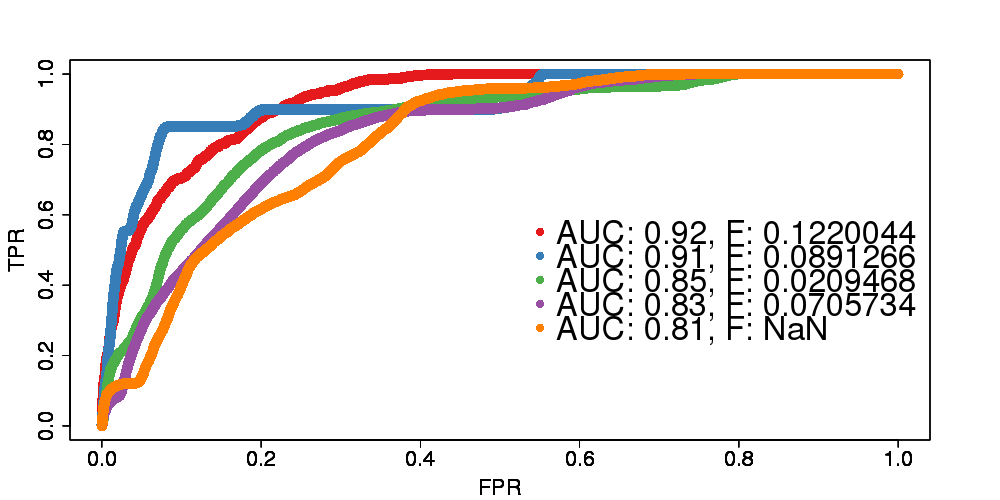 1.0
0.8
0.6
0.4
0.2
0.0
TPR
AUC: 0.92, F: 0.1220044
AUC: 0.91, F: 0.0891266
AUC: 0.85, F: 0.0209468
AUC: 0.83, F: 0.0705734
AUC: 0.81, F: NaN
0.0 0.2 0.4 0.6 0.8 1.0
FPR